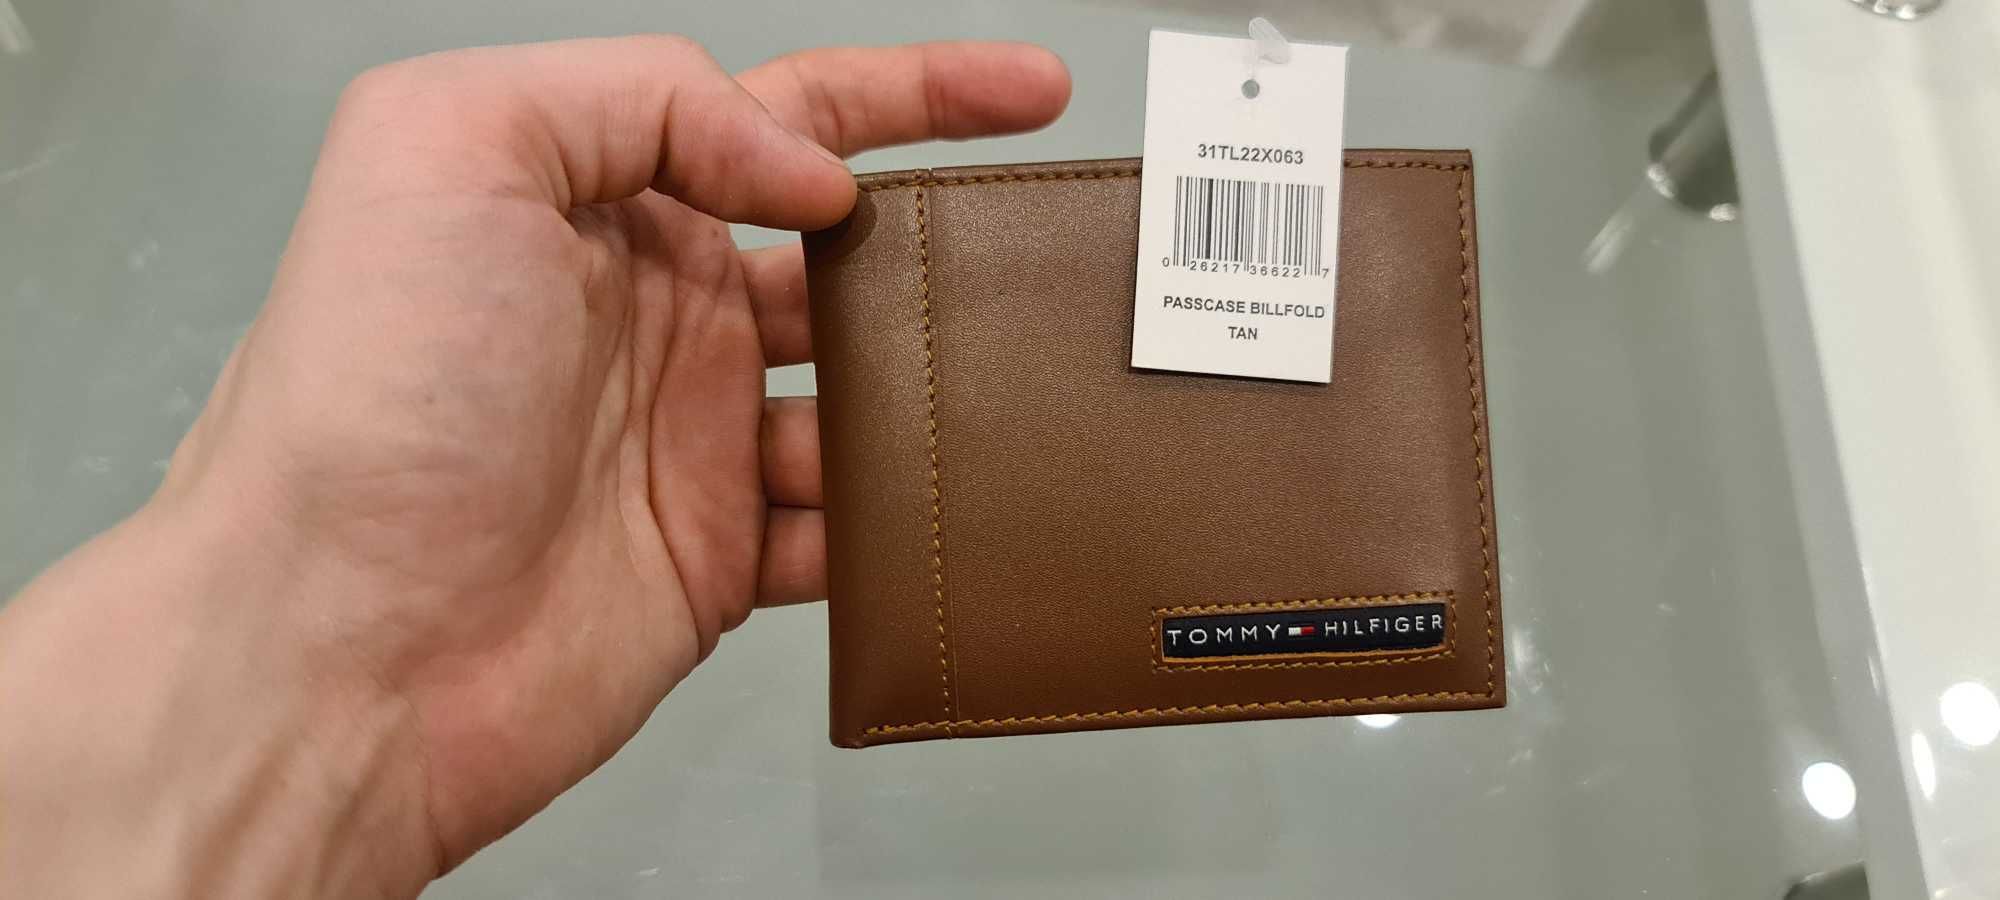 31TL22X063
0 26217 36622 7
PASSCASE BILLFOLD
TAN
TOMMY HILFIGER